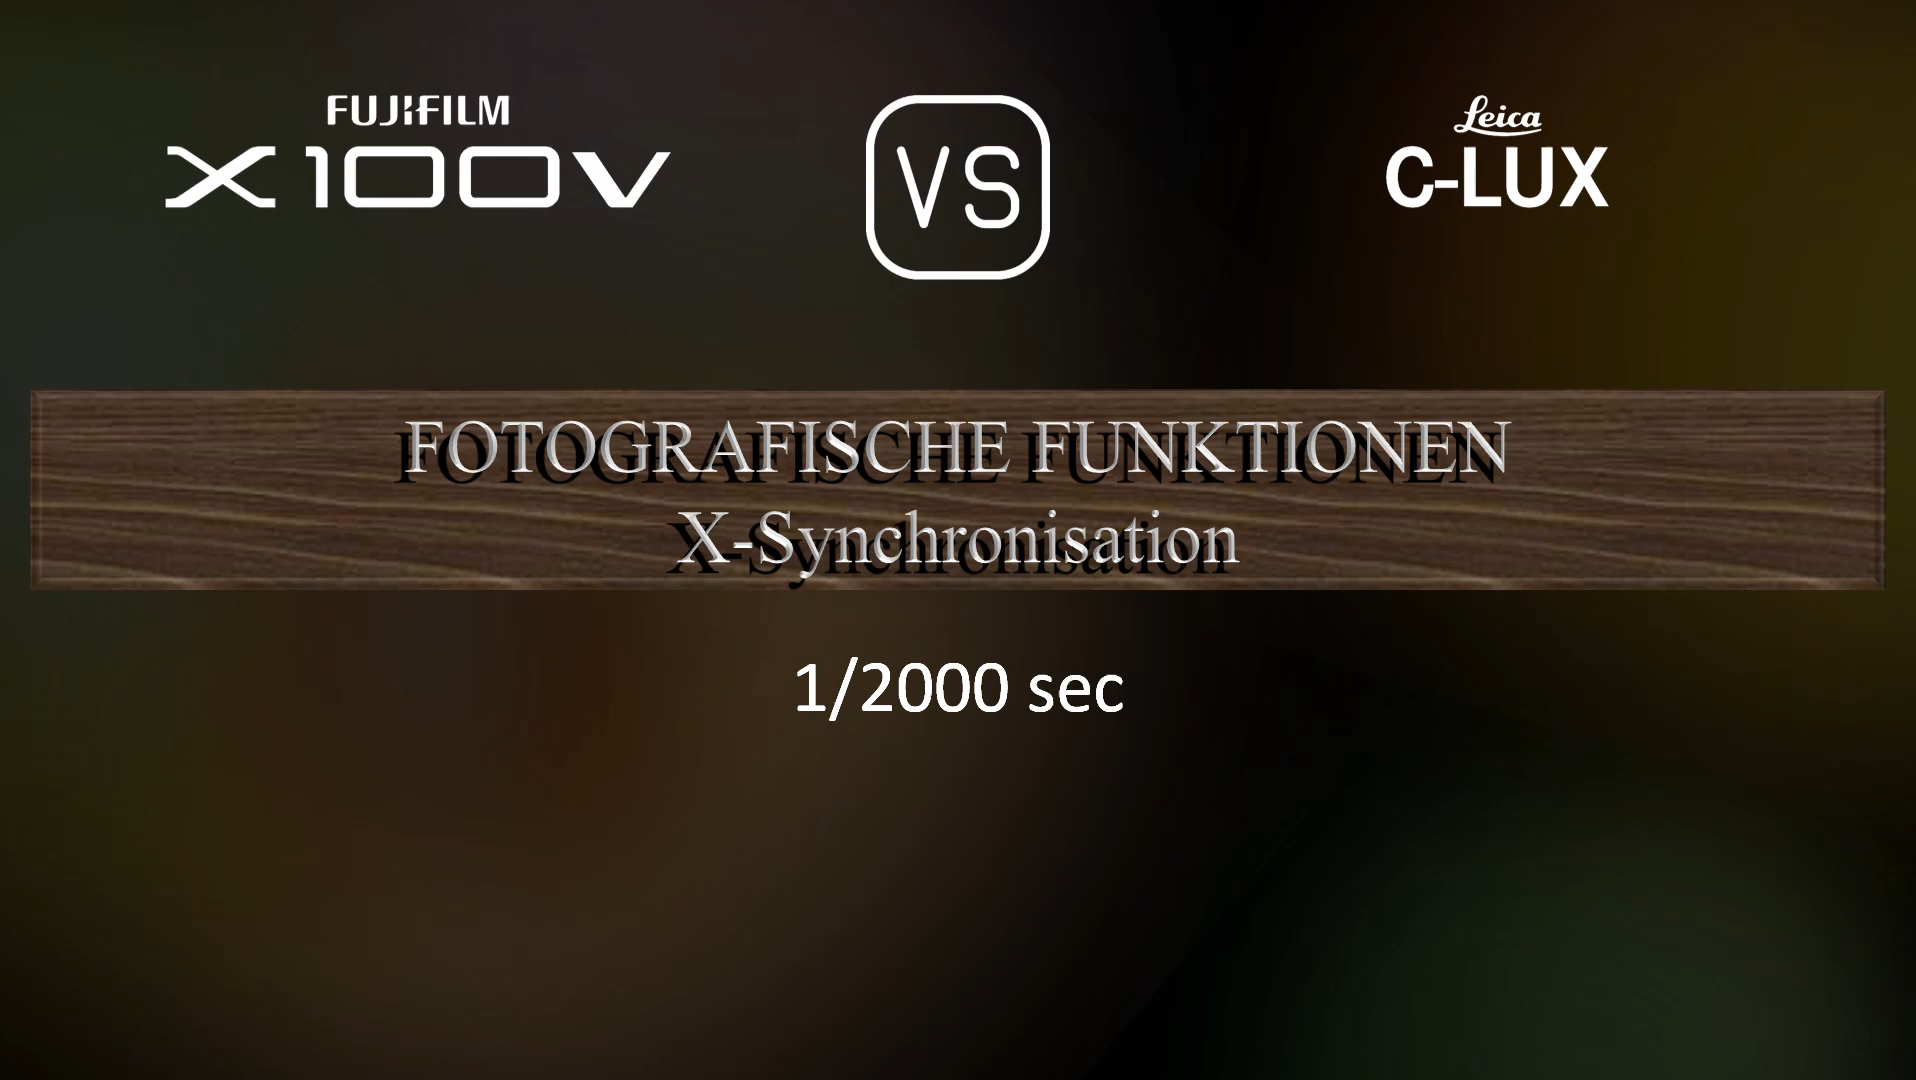 FUJIFILM
X100V
VS
Leica
C-LUX
FOTOGRAFISCHE FUNKTIONEN
X-Synchronisation
1/2000 sec